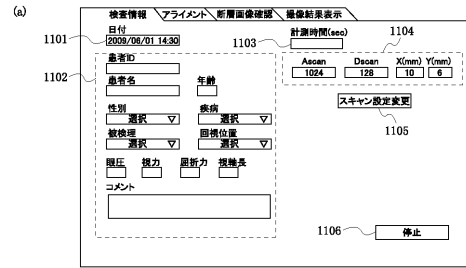 (a)
検査情報 アライメント 断層画像確認 撮像結果表示
日付
1101
2009/06/01 14:30
計測時間(sec)
1103
1104
Ascan Dscan X(mm) Y(mm)
1024 128 10 6
1102
患者ID
患者名 年齢
スキャン設定変更
1105
性別 疾病
選択 ▽ 選択 ▽
被検理 回視位置
選択 ▽ 選択 ▽
眼圧 視力 屈折力 視軸長
コメント
1106
停止